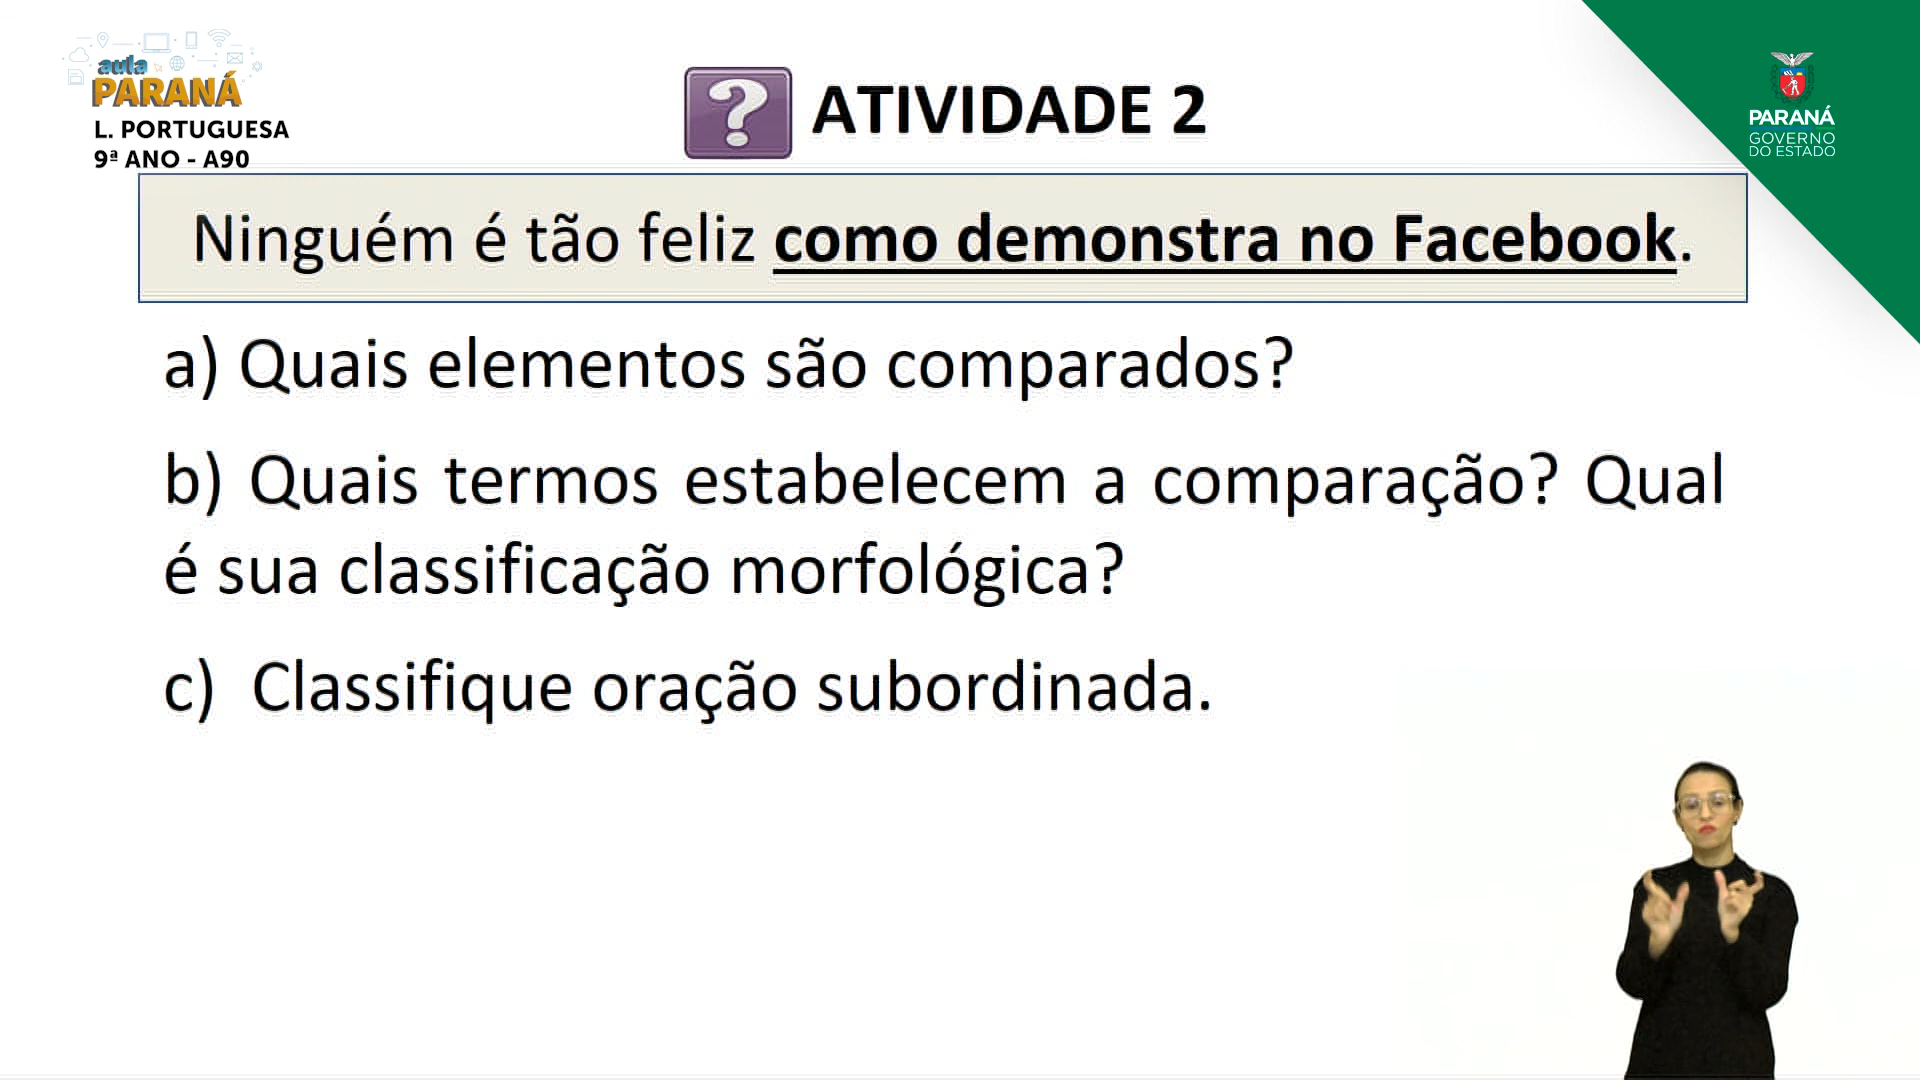 aula
PARANÁ
L. PORTUGUESA
9ª ANO - A90
ATIVIDADE 2
PARANÁ
GOVERNO
DO ESTADO
Ninguém é tão feliz como demonstra no Facebook.
a) Quais elementos são comparados?
b) Quais termos estabelecem a comparação? Qual
é sua classificação morfológica?
c) Classifique oração subordinada.